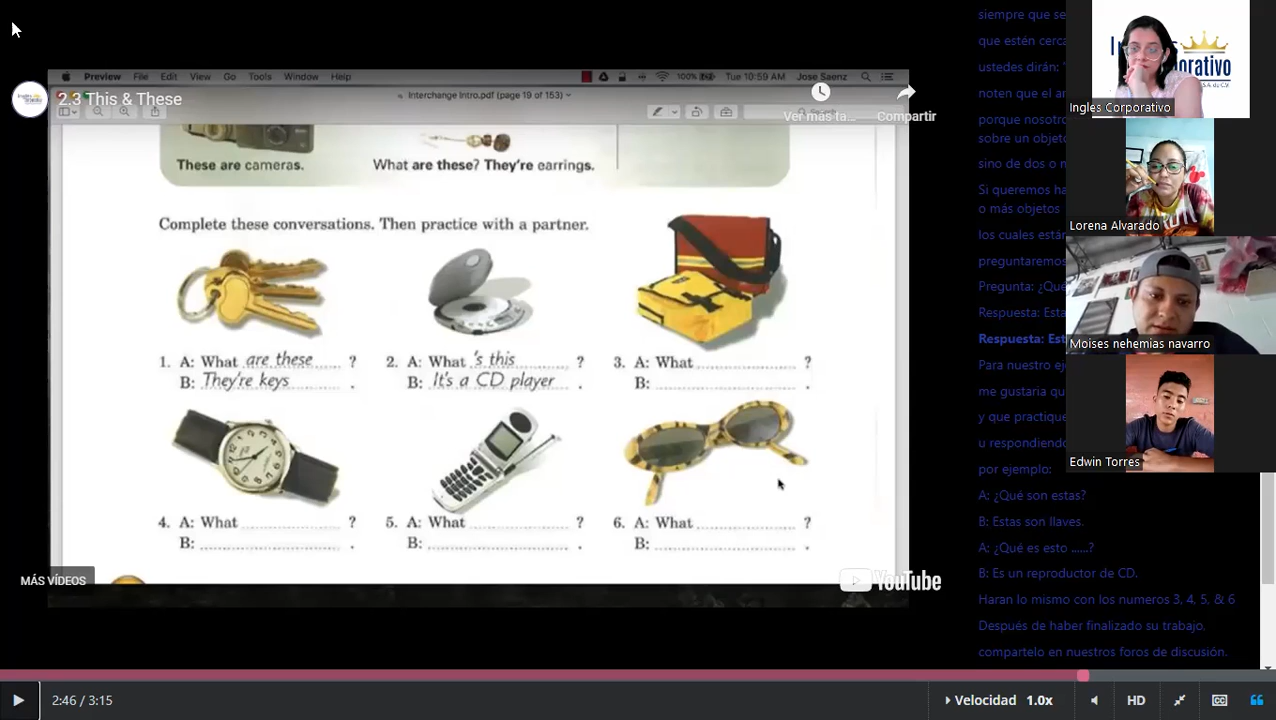 Preview File Edit View Go Tools Window Help
100% Tue 10:59 AM Jose Saenz
Interchange Intro.pdf (page 19 of 153)
2.3 This & These
Ver más ta...
Compartir
These are cameras.
What are these? They're earrings.
Complete these conversations. Then practice with a partner.
1. A: What are these ?
B: They're keys .
2. A: What 's this ?
B: It's a CD player .
3. A: What ?
B: .
4. A: What ?
B: .
5. A: What ?
B: .
6. A: What ?
B: .
MÁS VÍDEOS
YouTube
siempre que se
que estén cerca
ustedes dirán:
noten que el
porque nosotro
sobre un objeto
sino de dos o
Si queremos ha
o más objetos
los cuales están
preguntaremos
Pregunta: ¿Qu
Respuesta: Esta
Respuesta: Est
Para nuestro ej
me gustaria qu
y que practique
u respondiendo
por ejemplo:
A: ¿Qué son estas?
B: Estas son llaves.
A: ¿Qué es esto ......?
B: Es un reproductor de CD.
Haran lo mismo con los numeros 3, 4, 5, & 6
Después de haber finalizado su trabajo.
compartelo en nuestros foros de discusión.
orativo
Ingles Corporativo
Lorena Alvarado
Moises nehemias navarro
Edwin Torres
2:46 / 3:15
Velocidad 1.0x
HD
CC